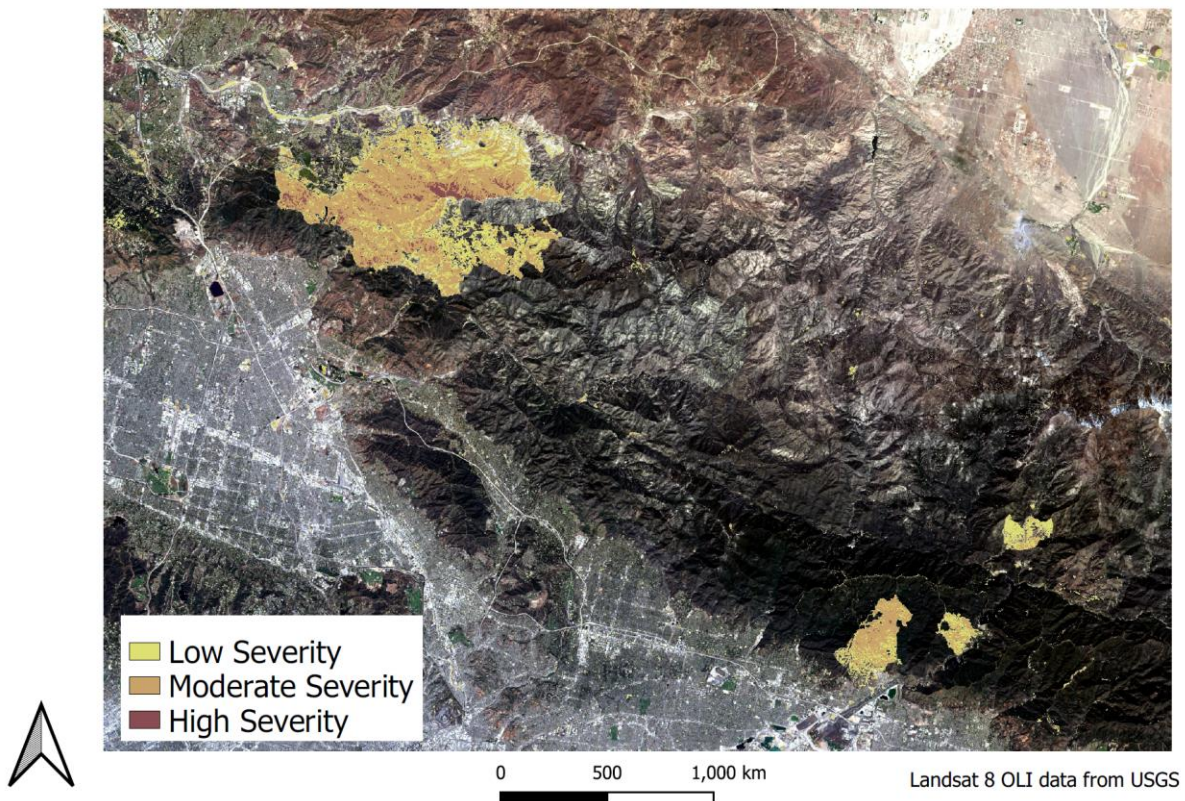 Low Severity
Moderate Severity
High Severity
0 500 1,000 km
Landsat 8 OLI data from USGS